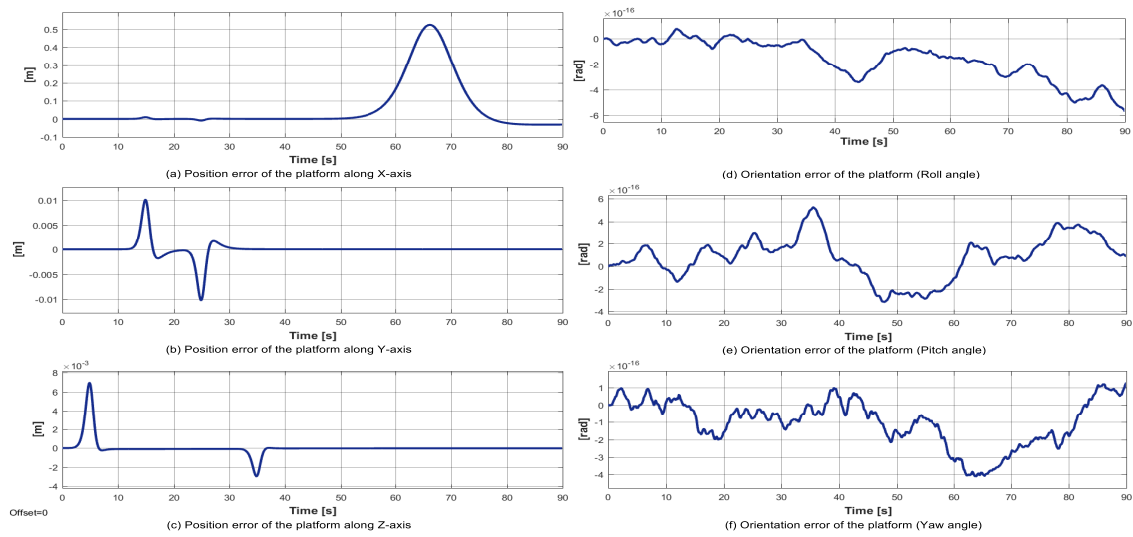 0.5
0.4
0.3
0.2
0.1
0
-0.1
[m]
0 10 20 30 40 50 60 70 80 90
Time [s]
(a) Position error of the platform along X-axis
0.01
0.005
0
-0.005
-0.01
[m]
0 10 20 30 40 50 60 70 80 90
Time [s]
(b) Position error of the platform along Y-axis
×10⁻³
8
6
4
2
0
-2
-4
[m]
0 10 20 30 40 50 60 70 80 90
Offset=0
Time [s]
(c) Position error of the platform along Z-axis
×10⁻¹⁶
0
-2
-4
-6
[rad]
0 10 20 30 40 50 60 70 80 90
Time [s]
(d) Orientation error of the platform (Roll angle)
×10⁻¹⁶
6
4
2
0
-2
-4
[rad]
0 10 20 30 40 50 60 70 80 90
Time [s]
(e) Orientation error of the platform (Pitch angle)
×10⁻¹⁶
1
0
-1
-2
-3
-4
[rad]
0 10 20 30 40 50 60 70 80 90
Time [s]
(f) Orientation error of the platform (Yaw angle)